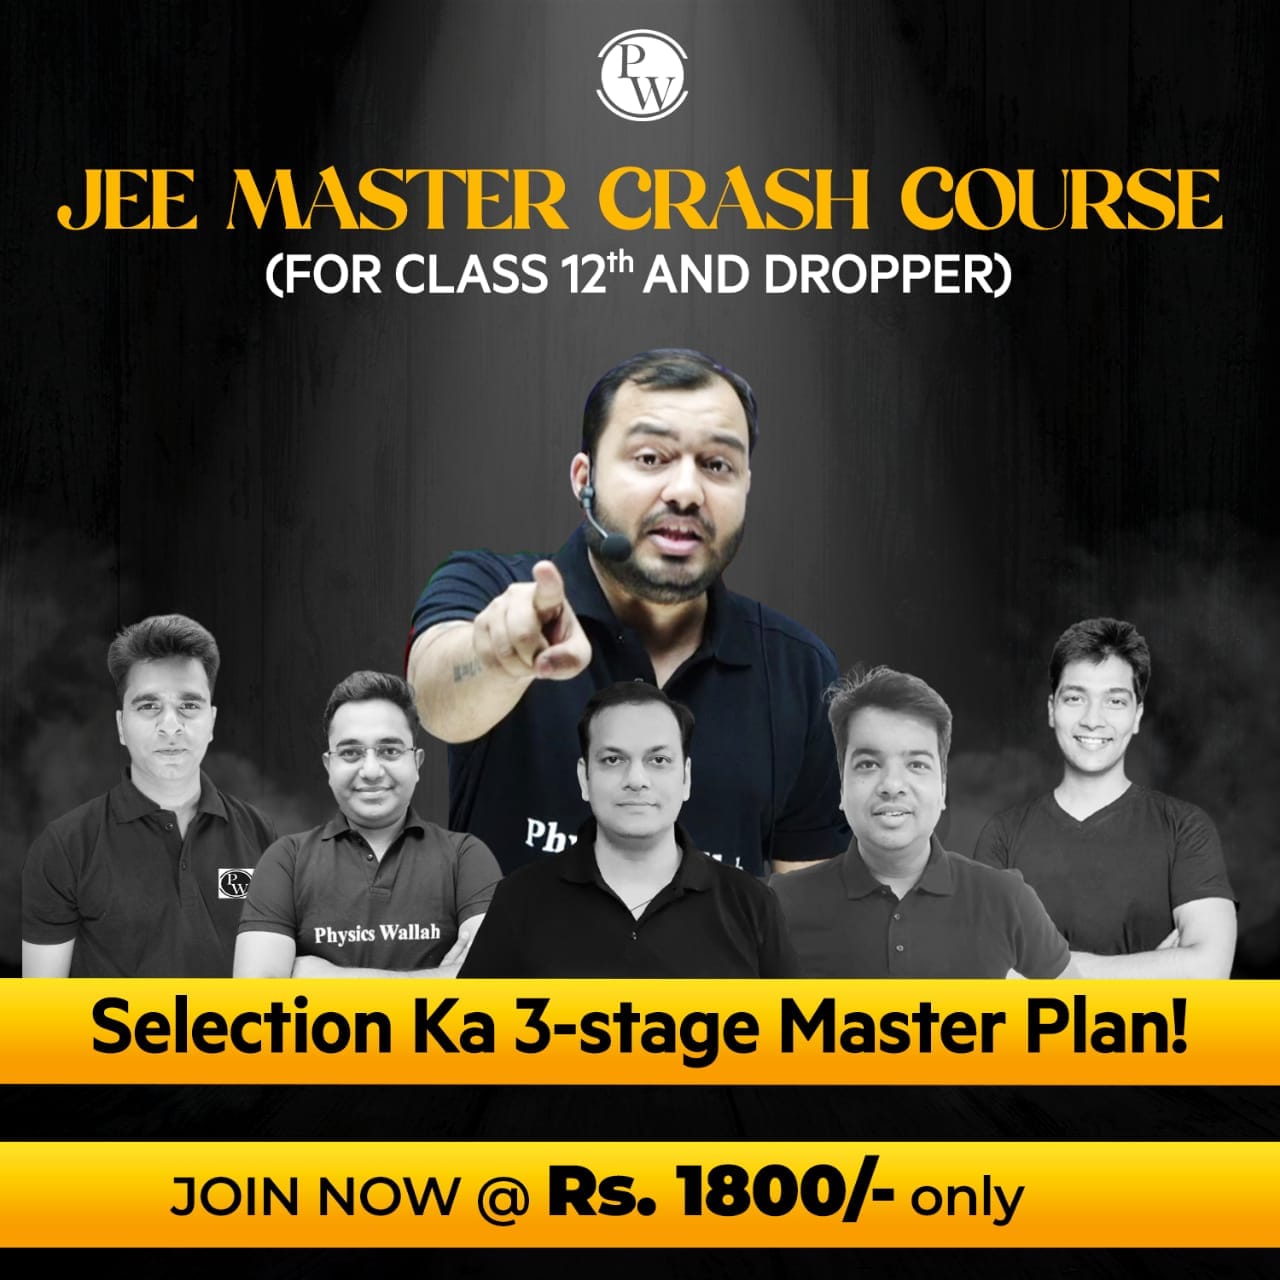 PW
JEE MASTER CRASH COURSE
(FOR CLASS 12th AND DROPPER)
PW
Physics Wallah
Selection Ka 3-stage Master Plan!
JOIN NOW @ Rs. 1800/- only